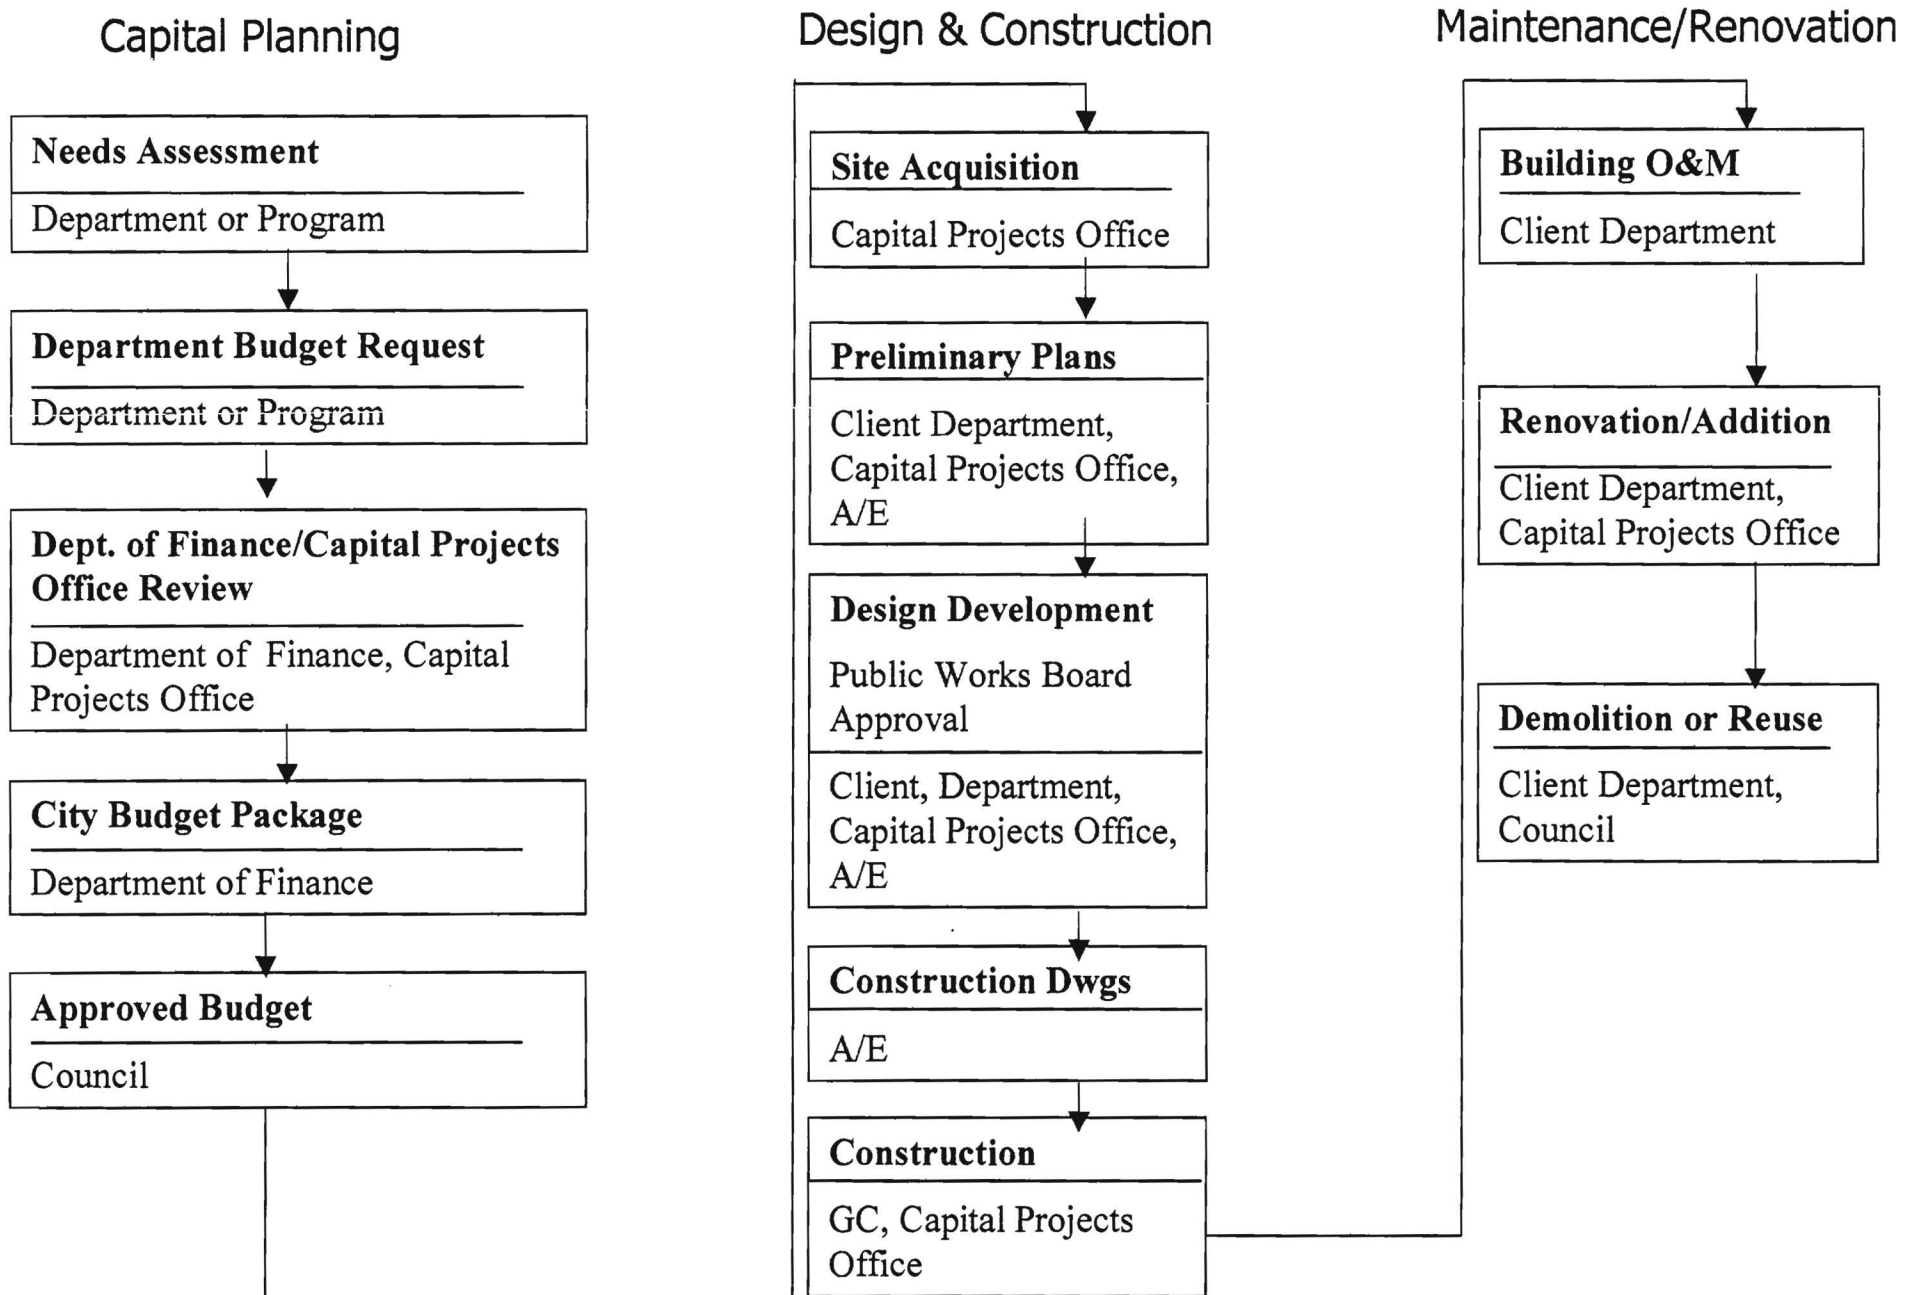 Capital Planning
Needs Assessment
Department or Program
Department Budget Request
Department or Program
Dept. of Finance/Capital Projects
Office Review
Department of Finance, Capital
Projects Office
City Budget Package
Department of Finance
Approved Budget
Council
Design & Construction
Site Acquisition
Capital Projects Office
Preliminary Plans
Client Department,
Capital Projects Office,
A/E
Design Development
Public Works Board
Approval
Client, Department,
Capital Projects Office,
A/E
Construction Dwgs
A/E
Construction
GC, Capital Projects
Office
Maintenance/Renovation
Building O&M
Client Department
Renovation/Addition
Client Department,
Capital Projects Office
Demolition or Reuse
Client Department,
Council